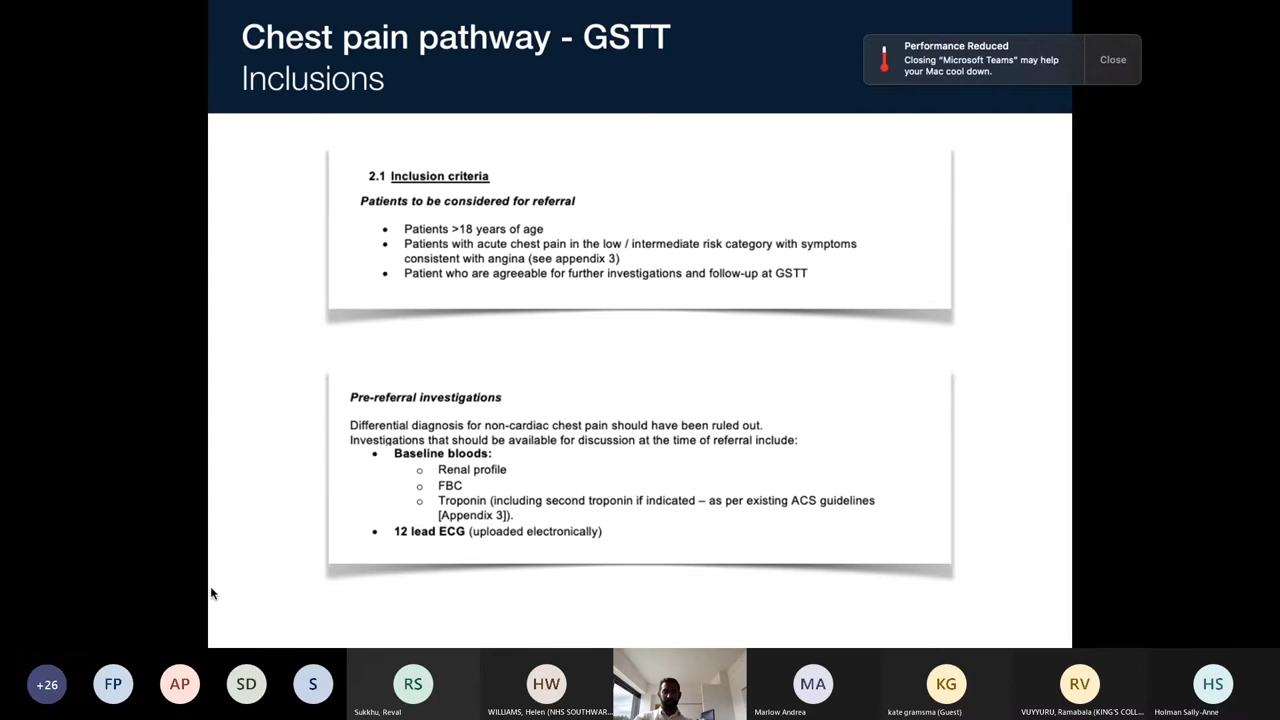 Chest pain pathway - GSTT
Inclusions
Performance Reduced
Closing “Microsoft Teams” may help
your Mac cool down.
Close
2.1 Inclusion criteria
Patients to be considered for referral
• Patients >18 years of age
• Patients with acute chest pain in the low / intermediate risk category with symptoms
consistent with angina (see appendix 3)
• Patient who are agreeable for further investigations and follow-up at GSTT
Pre-referral investigations
Differential diagnosis for non-cardiac chest pain should have been ruled out.
Investigations that should be available for discussion at the time of referral include:
• Baseline bloods:
o Renal profile
o FBC
o Troponin (including second troponin if indicated – as per existing ACS guidelines
[Appendix 3]).
• 12 lead ECG (uploaded electronically)
+26
FP
AP
SD
S
RS
HW
MA
KG
RV
HS
Sukkhu, Reval
WILLIAMS, Helen (NHS SOUTHWAR...
Marlow Andrea
kate gramsma (Guest)
VUYYURU, Ramabala (KING'S COLL...
Holman Sally-Anne